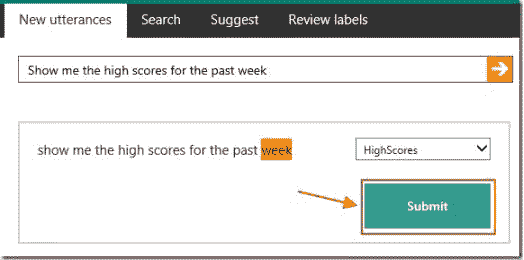 New utterances Search Suggest Review labels
Show me the high scores for the past week
show me the high scores for the past week HighScores
Submit